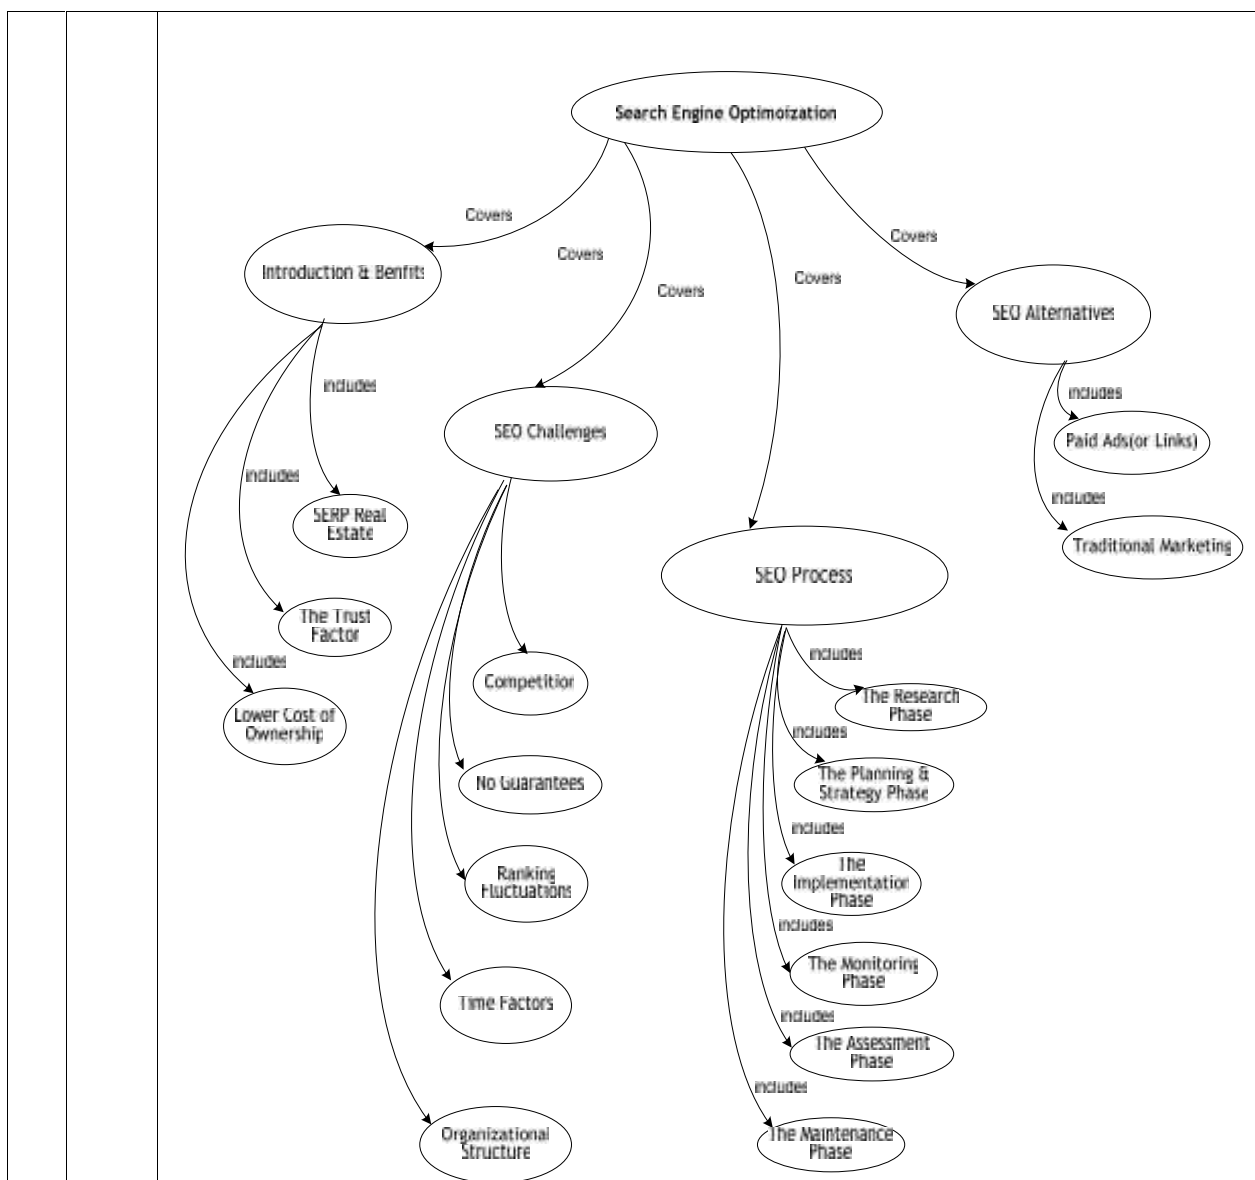 Search Engine Optimoization
Covers
Covers
Covers
Covers
Covers
Introduction & Benfits
SEO Alternatives
includes
includes
Paid Ads(or Links)
SEO Challenges
includes
includes
SERP Real
Estate
Traditional Marketing
SEO Process
The Trust
Factor
includes
includes
Competition
The Research
Phase
Lower Cost of
Ownership
includes
No Guarantees
The Planning &
Strategy Phase
includes
Ranking
Fluctuations
The
Implementation
Phase
includes
The Monitoring
Phase
Time Factors
includes
The Assessment
Phase
includes
Organizational
Structure
The Maintenance
Phase